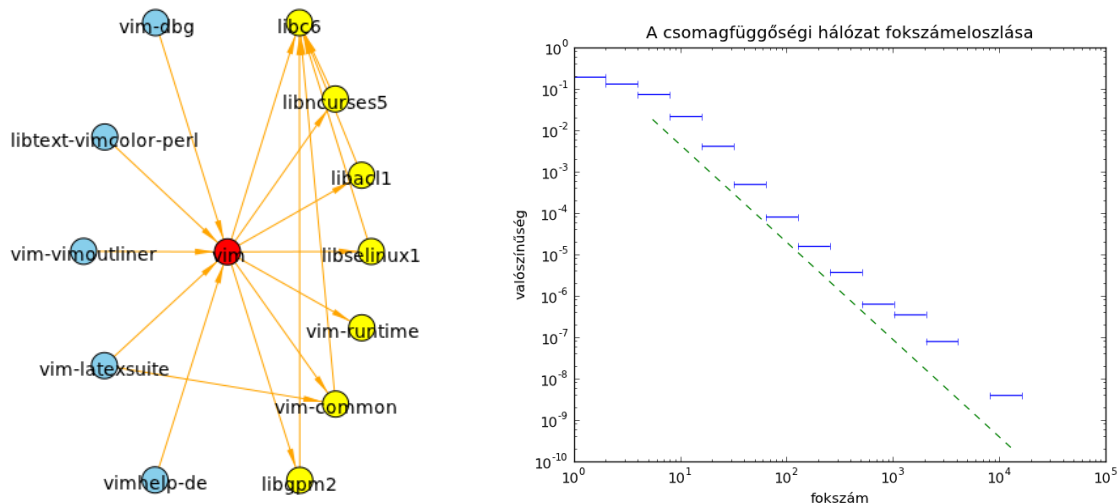 vim-dbg
libc6
libncurses5
libtext-vimcolor-perl
libacl1
vim-vimoutliner
vim
libselinux1
vim-runtime
vim-latexsuite
vim-common
vimhelp-de
libgpm2
A csomagfüggőségi hálózat fokszámeloszlása
valószínűség
10^0
10^-1
10^-2
10^-3
10^-4
10^-5
10^-6
10^-7
10^-8
10^-9
10^-10
10^0 10^1 10^2 10^3 10^4 10^5
fokszám